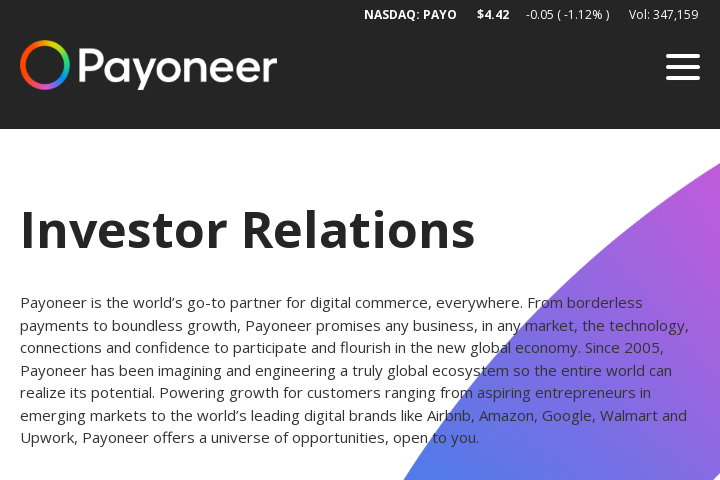 NASDAQ: PAYO $4.42 -0.05 ( -1.12% ) Vol: 347,159
Payoneer
Investor Relations
Payoneer is the world’s go-to partner for digital commerce, everywhere. From borderless
payments to boundless growth, Payoneer promises any business, in any market, the technology,
connections and confidence to participate and flourish in the new global economy. Since 2005,
Payoneer has been imagining and engineering a truly global ecosystem so the entire world can
realize its potential. Powering growth for customers ranging from aspiring entrepreneurs in
emerging markets to the world’s leading digital brands like Airbnb, Amazon, Google, Walmart and
Upwork, Payoneer offers a universe of opportunities, open to you.